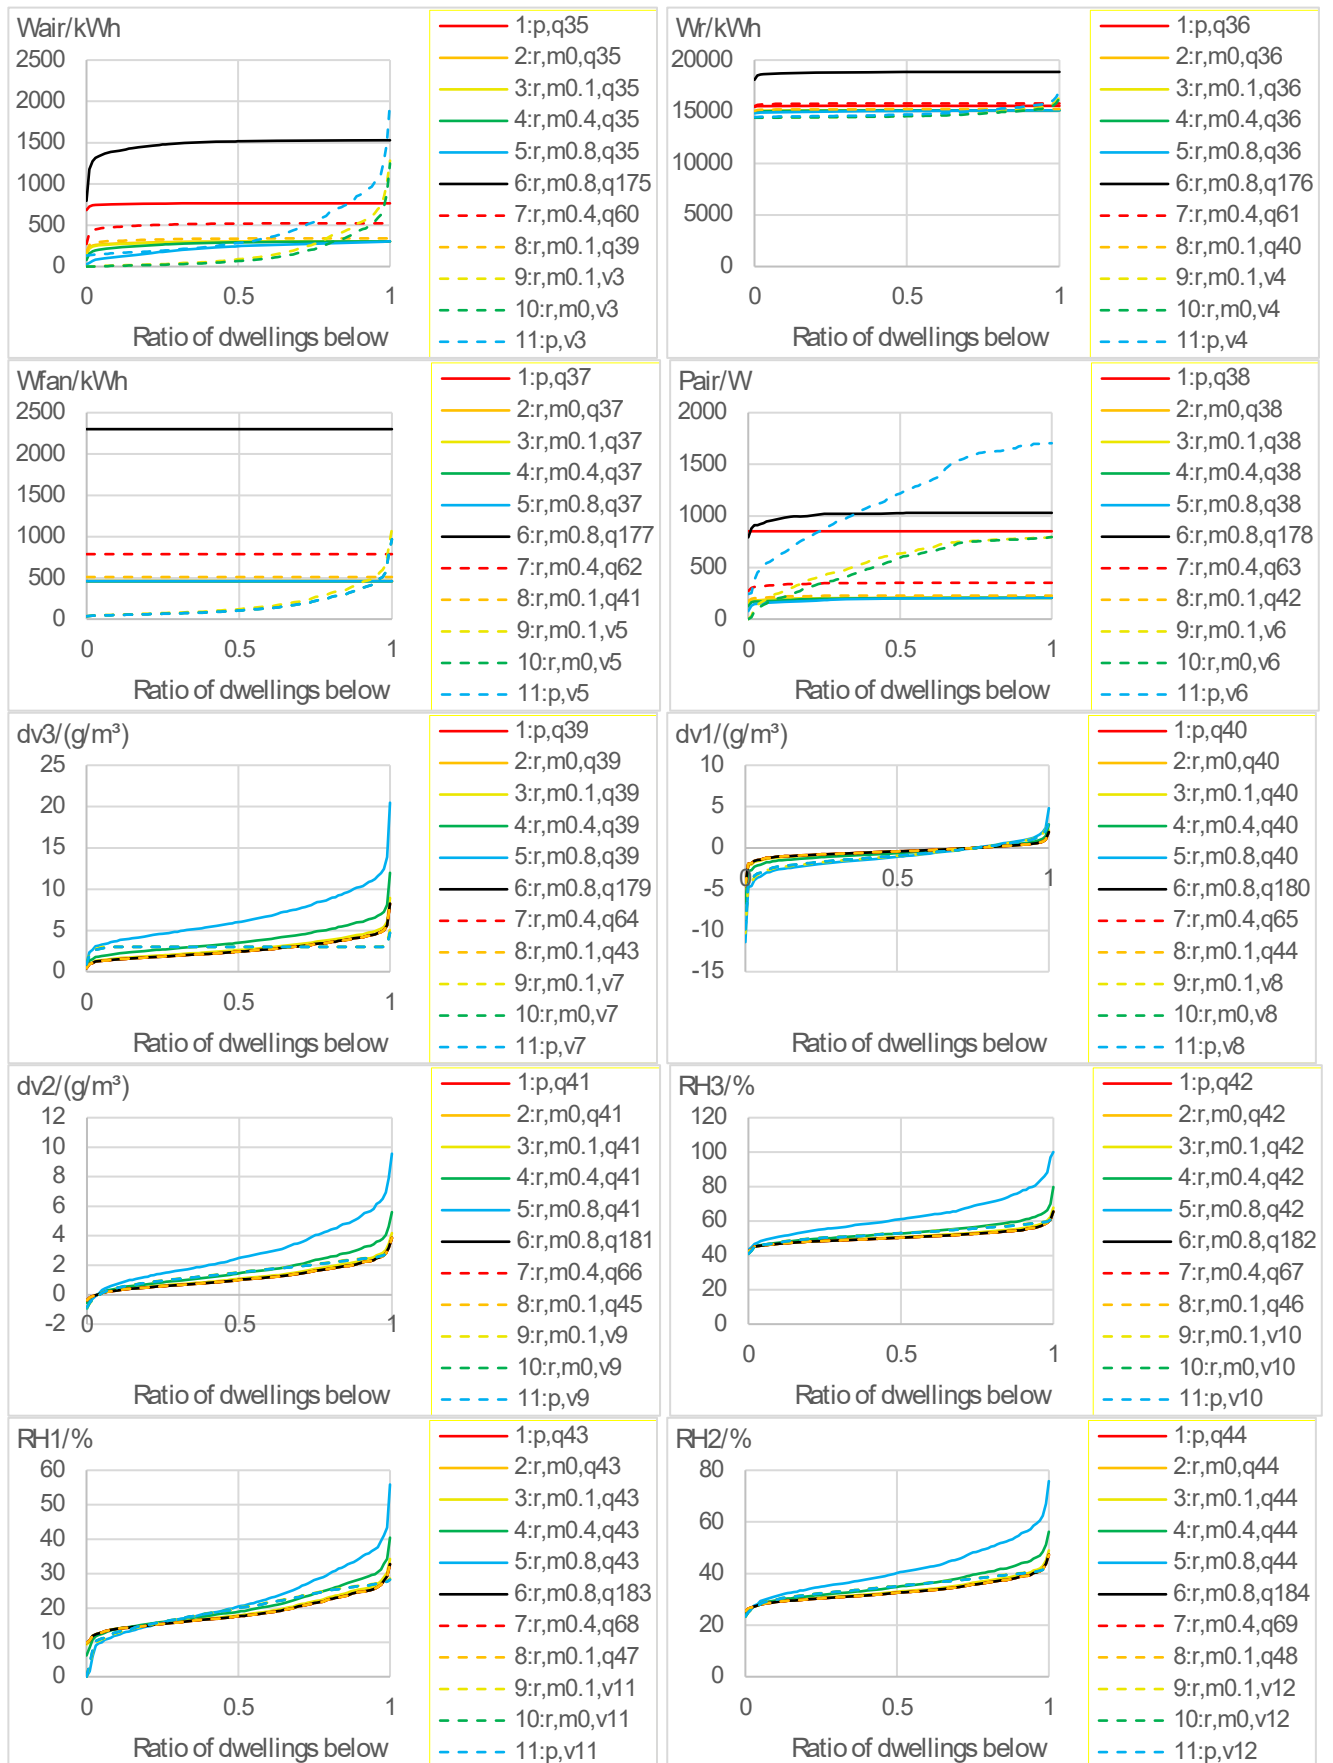 Wair/kWh
2500
2000
1500
1000
500
0
0 0.5 1
Ratio of dwellings below
1:p,q35
2:r,m0,q35
3:r,m0.1,q35
4:r,m0.4,q35
5:r,m0.8,q35
6:r,m0.8,q175
7:r,m0.4,q60
8:r,m0.1,q39
9:r,m0.1,v3
10:r,m0,v3
11:p,v3
Wr/kWh
20000
15000
10000
5000
0
0 0.5 1
Ratio of dwellings below
1:p,q36
2:r,m0,q36
3:r,m0.1,q36
4:r,m0.4,q36
5:r,m0.8,q36
6:r,m0.8,q176
7:r,m0.4,q61
8:r,m0.1,q40
9:r,m0.1,v4
10:r,m0,v4
11:p,v4
Wfan/kWh
2500
2000
1500
1000
500
0
0 0.5 1
Ratio of dwellings below
1:p,q37
2:r,m0,q37
3:r,m0.1,q37
4:r,m0.4,q37
5:r,m0.8,q37
6:r,m0.8,q177
7:r,m0.4,q62
8:r,m0.1,q41
9:r,m0.1,v5
10:r,m0,v5
11:p,v5
Pair/W
2000
1500
1000
500
0
0 0.5 1
Ratio of dwellings below
1:p,q38
2:r,m0,q38
3:r,m0.1,q38
4:r,m0.4,q38
5:r,m0.8,q38
6:r,m0.8,q178
7:r,m0.4,q63
8:r,m0.1,q42
9:r,m0.1,v6
10:r,m0,v6
11:p,v6
dv3/(g/m³)
25
20
15
10
5
0
0 0.5 1
Ratio of dwellings below
1:p,q39
2:r,m0,q39
3:r,m0.1,q39
4:r,m0.4,q39
5:r,m0.8,q39
6:r,m0.8,q179
7:r,m0.4,q64
8:r,m0.1,q43
9:r,m0.1,v7
10:r,m0,v7
11:p,v7
dv1/(g/m³)
10
5
0
0 0.5 1
-5
-10
-15
Ratio of dwellings below
1:p,q40
2:r,m0,q40
3:r,m0.1,q40
4:r,m0.4,q40
5:r,m0.8,q40
6:r,m0.8,q180
7:r,m0.4,q65
8:r,m0.1,q44
9:r,m0.1,v8
10:r,m0,v8
11:p,v8
dv2/(g/m³)
12
10
8
6
4
2
0
-2
0 0.5 1
Ratio of dwellings below
1:p,q41
2:r,m0,q41
3:r,m0.1,q41
4:r,m0.4,q41
5:r,m0.8,q41
6:r,m0.8,q181
7:r,m0.4,q66
8:r,m0.1,q45
9:r,m0.1,v9
10:r,m0,v9
11:p,v9
RH3/%
120
100
80
60
40
20
0
0 0.5 1
Ratio of dwellings below
1:p,q42
2:r,m0,q42
3:r,m0.1,q42
4:r,m0.4,q42
5:r,m0.8,q42
6:r,m0.8,q182
7:r,m0.4,q67
8:r,m0.1,q46
9:r,m0.1,v10
10:r,m0,v10
11:p,v10
RH1/%
60
50
40
30
20
10
0
0 0.5 1
Ratio of dwellings below
1:p,q43
2:r,m0,q43
3:r,m0.1,q43
4:r,m0.4,q43
5:r,m0.8,q43
6:r,m0.8,q183
7:r,m0.4,q68
8:r,m0.1,q47
9:r,m0.1,v11
10:r,m0,v11
11:p,v11
RH2/%
80
60
40
20
0
0 0.5 1
Ratio of dwellings below
1:p,q44
2:r,m0,q44
3:r,m0.1,q44
4:r,m0.4,q44
5:r,m0.8,q44
6:r,m0.8,q184
7:r,m0.4,q69
8:r,m0.1,q48
9:r,m0.1,v12
10:r,m0,v12
11:p,v12